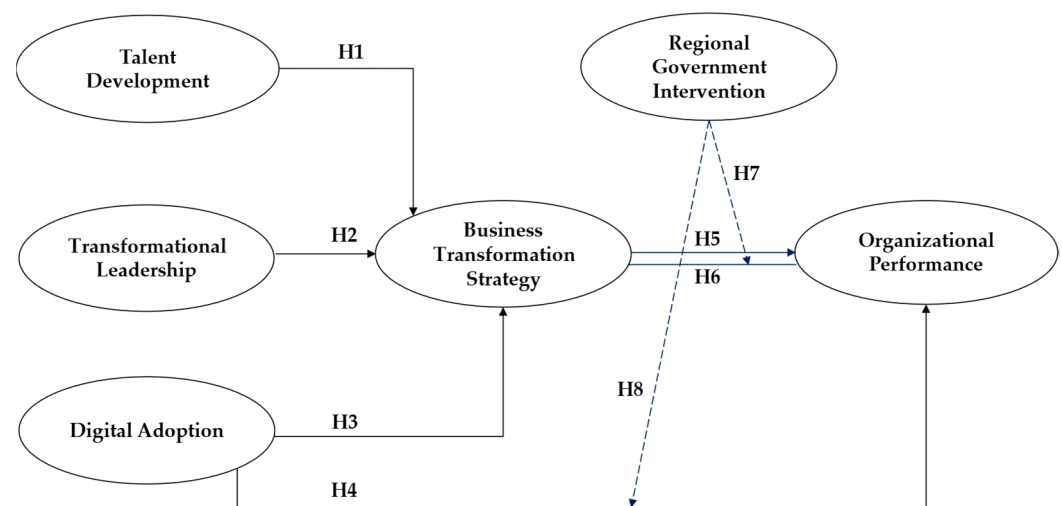 Talent
Development
H1
Regional
Government
Intervention
H7
Transformational
Leadership
H2
Business
Transformation
Strategy
H5
H6
Organizational
Performance
H8
Digital Adoption
H3
H4